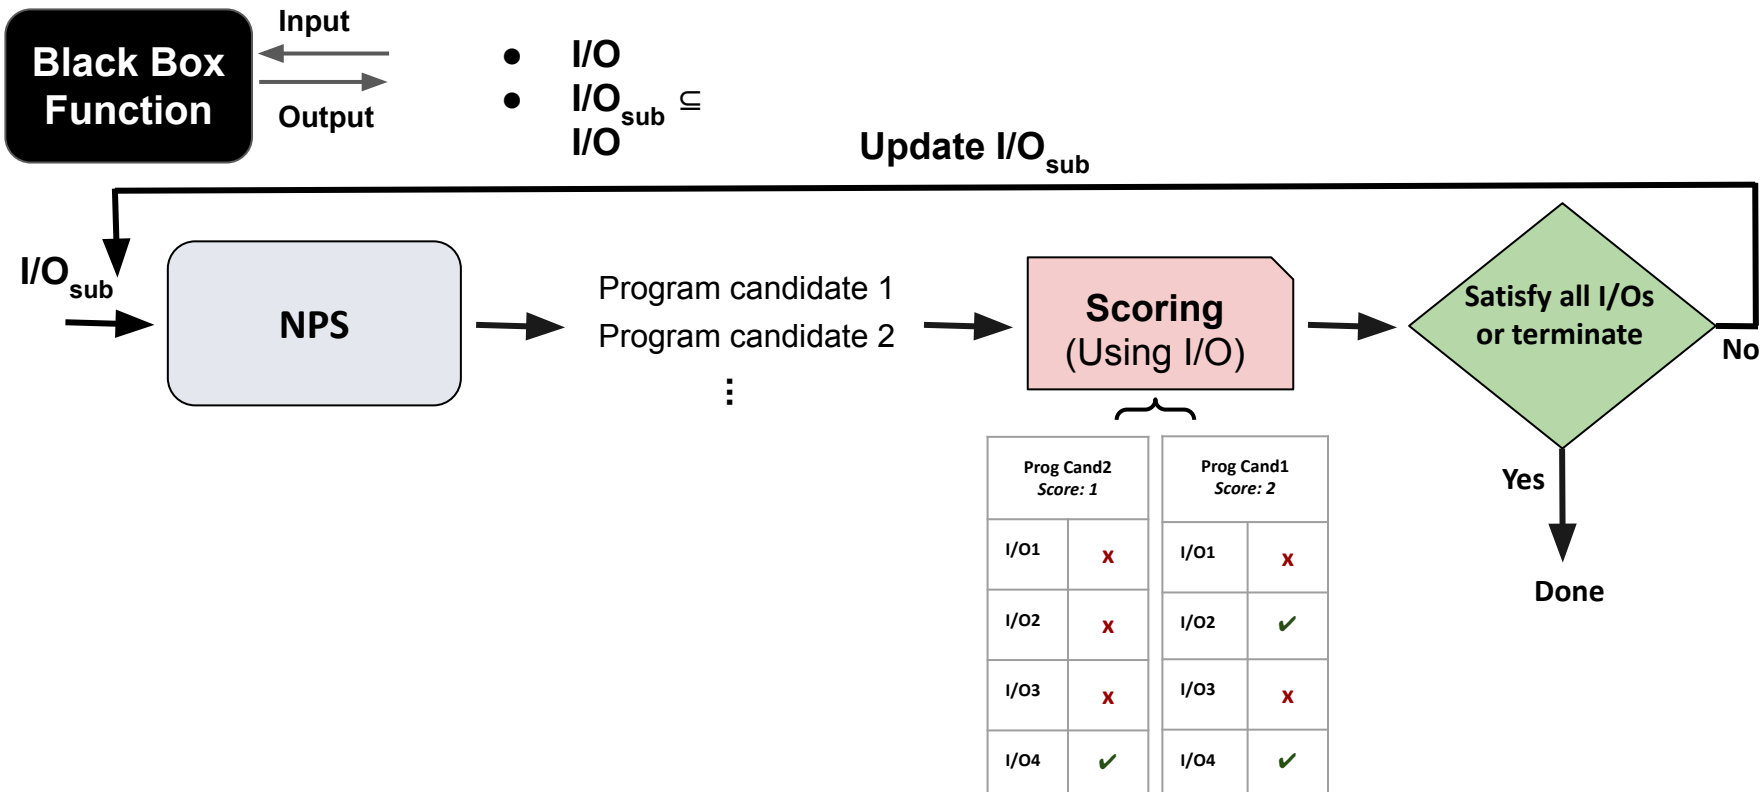 Black Box
Function
Input
Output
● I/O
● I/Osub ⊆
I/O
Update I/Osub
I/Osub
NPS
Program candidate 1
Program candidate 2
⋮
Scoring
(Using I/O)
Satisfy all I/Os
or terminate
No
Yes
Done
Prog Cand2
Score: 1
I/O1 x
I/O2 x
I/O3 x
I/O4 ✔
Prog Cand1
Score: 2
I/O1 x
I/O2 ✔
I/O3 x
I/O4 ✔